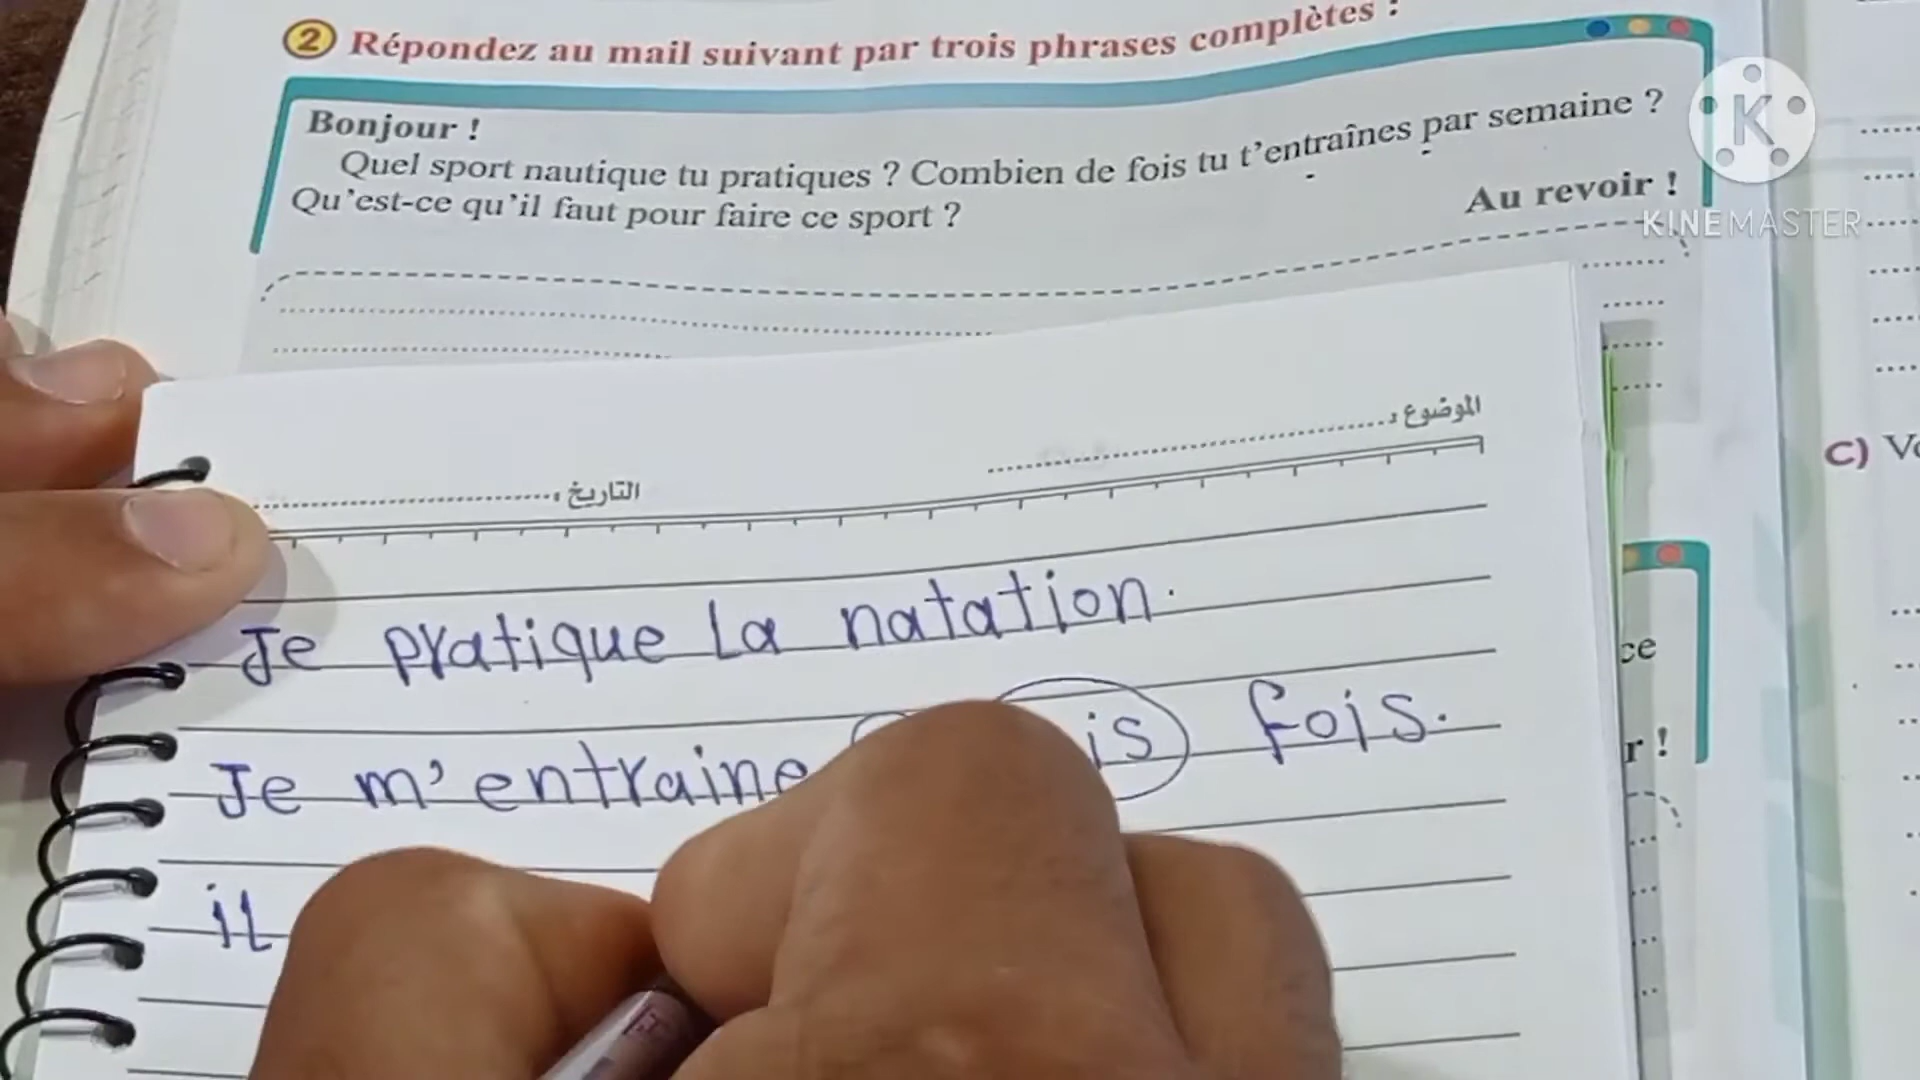 2 Répondez au mail suivant par trois phrases complètes :
Bonjour !
Quel sport nautique tu pratiques ? Combien de fois tu t'entraînes par semaine ?
Qu'est-ce qu'il faut pour faire ce sport ?
Au revoir !
K
KINEMASTER
الموضوع :
التاريخ :
C)
Je pratique la natation.
ce
Je m'entraine fois.
r !
il